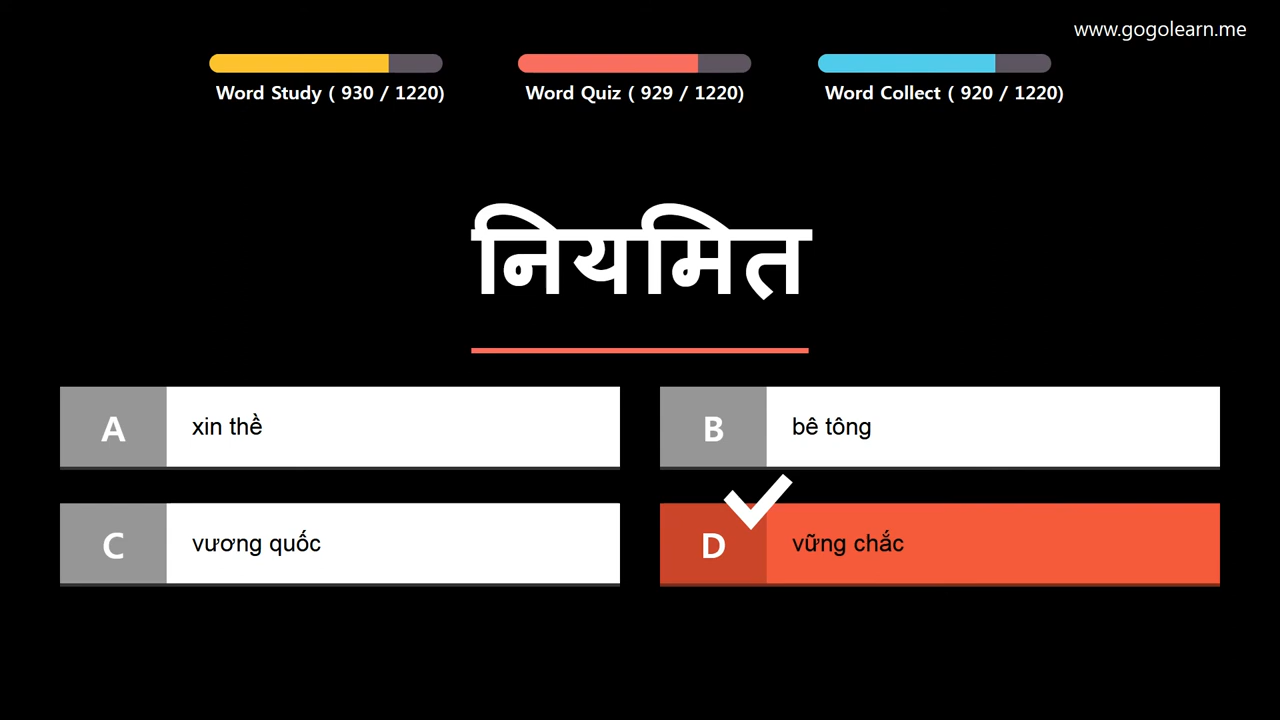 www.gogolearn.me
Word Study ( 930 / 1220)
Word Quiz ( 929 / 1220)
Word Collect ( 920 / 1220)
नियमित
A xin thề
B bê tông
C vương quốc
D vững chắc